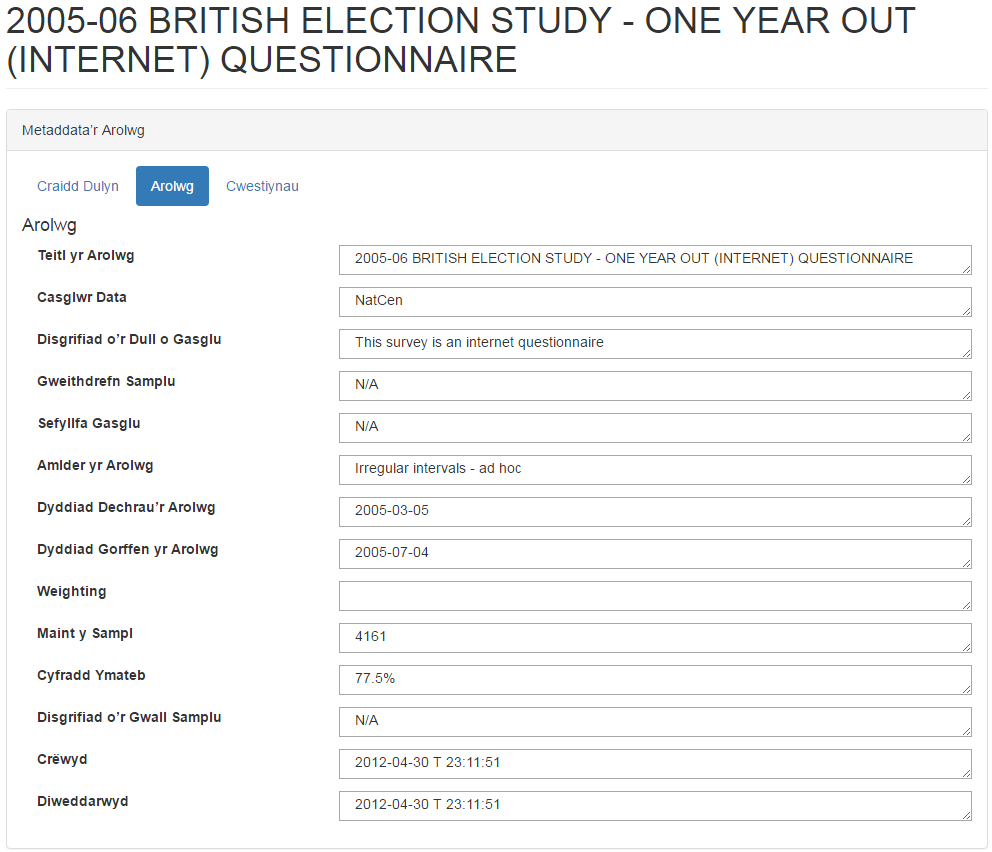 2005-06 BRITISH ELECTION STUDY - ONE YEAR OUT
(INTERNET) QUESTIONNAIRE
Metaddata'r Arolwg
Craidd Dulyn Arolwg Cwestiynau
Arolwg
Teitl yr Arolwg 2005-06 BRITISH ELECTION STUDY - ONE YEAR OUT (INTERNET) QUESTIONNAIRE
Casglwr Data NatCen
Disgrifiad o'r Dull o Gasglu This survey is an internet questionnaire
Gweithdrefn Samplu N/A
Sefyllfa Gasglu N/A
Amlder yr Arolwg Irregular intervals - ad hoc
Dyddiad Dechrau'r Arolwg 2005-03-05
Dyddiad Gorffen yr Arolwg 2005-07-04
Weighting
Maint y Sampl 4161
Cyfradd Ymateb 77.5%
Disgrifiad o'r Gwall Samplu N/A
Crëwyd 2012-04-30 T 23:11:51
Diweddarwyd 2012-04-30 T 23:11:51